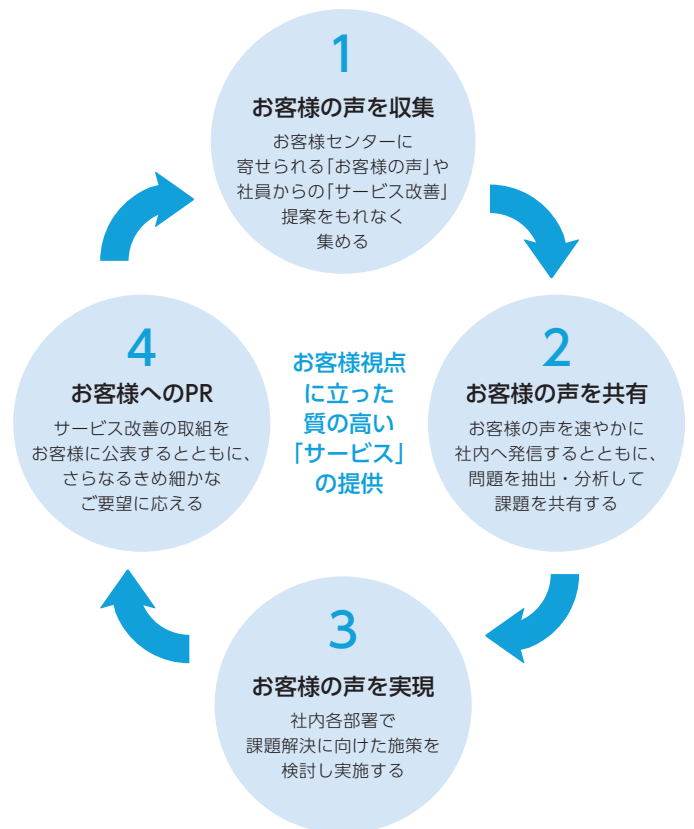 1
お客様の声を収集
お客様センターに
寄せられる「お客様の声」や
社員からの「サービス改善」
提案をもれなく
集める
2
お客様の声を共有
お客様の声を速やかに
社内へ発信するとともに、
問題を抽出・分析して
課題を共有する
3
お客様の声を実現
社内各部署で
課題解決に向けた施策を
検討し実施する
4
お客様へのPR
サービス改善の取組を
お客様に公表するとともに、
さらなるきめ細かな
ご要望に応える
お客様視点
に立った
質の高い
「サービス」
の提供